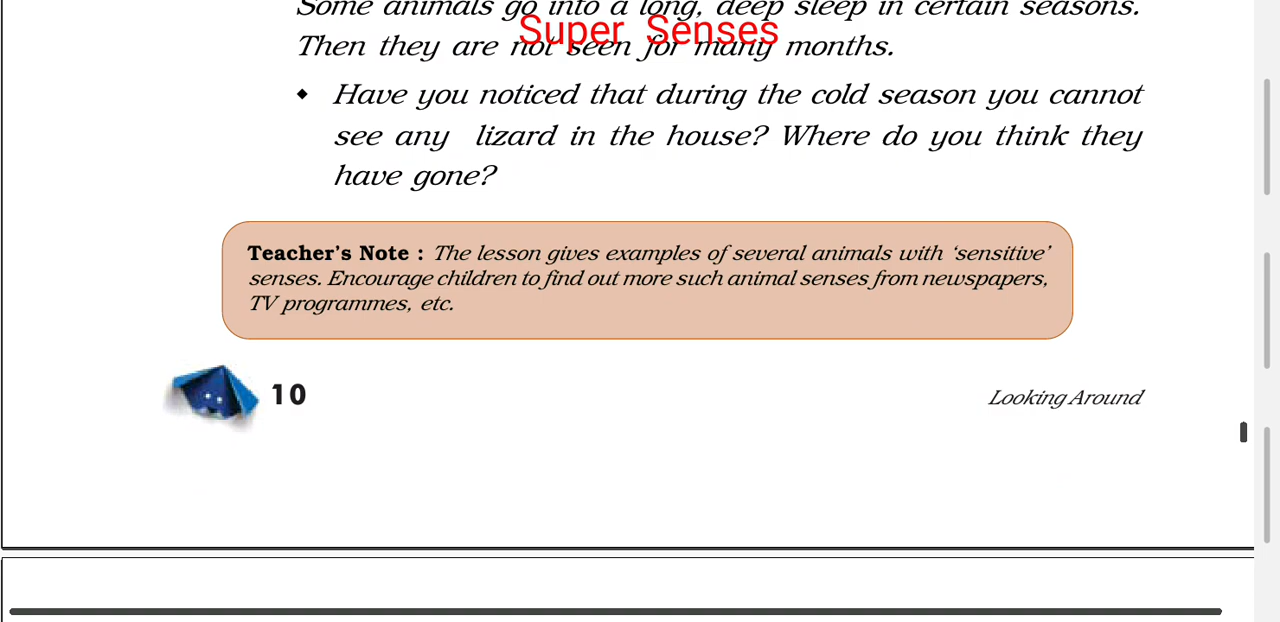 Some animals go into a long, deep sleep in certain seasons.
Super Senses
Then they are not seen for many months.
◆ Have you noticed that during the cold season you cannot
see any lizard in the house? Where do you think they
have gone?
Teacher's Note : The lesson gives examples of several animals with 'sensitive'
senses. Encourage children to find out more such animal senses from newspapers,
TV programmes, etc.
10
Looking Around